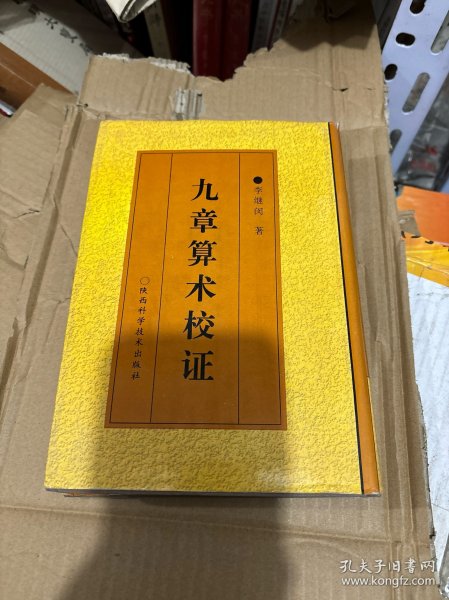 李继闵 著
九章算术校证
陕西科学技术出版社
孔夫子旧书网
www.kongfz.com